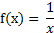 f(x) = 1/x